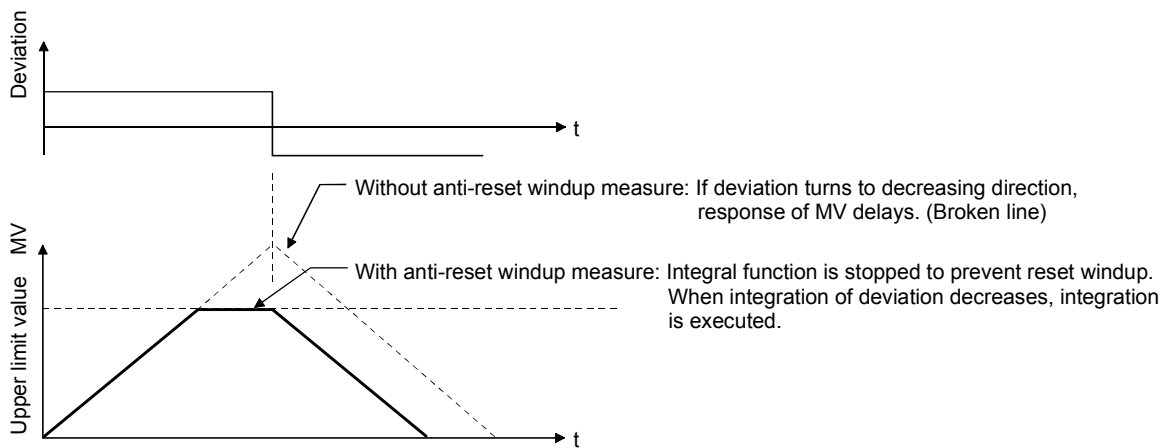 Deviation
t
Without anti-reset windup measure: If deviation turns to decreasing direction,
response of MV delays. (Broken line)
MV
With anti-reset windup measure: Integral function is stopped to prevent reset windup.
When integration of deviation decreases, integration
is executed.
Upper limit value
t